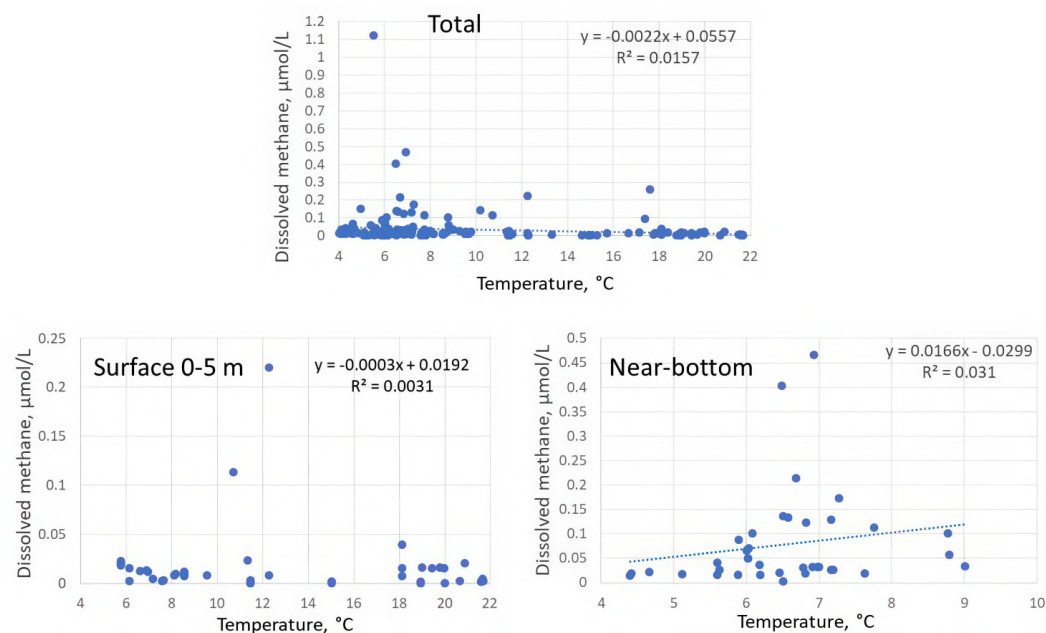 Total
y = -0.0022x + 0.0557
R² = 0.0157
Dissolved methane, µmol/L
1.2
1.1
1
0.9
0.8
0.7
0.6
0.5
0.4
0.3
0.2
0.1
0
4 6 8 10 12 14 16 18 20 22
Temperature, °C
Surface 0-5 m
y = -0.0003x + 0.0192
R² = 0.0031
Dissolved methane, µmol/L
0.25
0.2
0.15
0.1
0.05
0
4 6 8 10 12 14 16 18 20 22
Temperature, °C
Near-bottom
y = 0.0166x - 0.0299
R² = 0.031
Dissolved methane, µmol/L
0.5
0.45
0.4
0.35
0.3
0.25
0.2
0.15
0.1
0.05
0
4 5 6 7 8 9 10
Temperature, °C